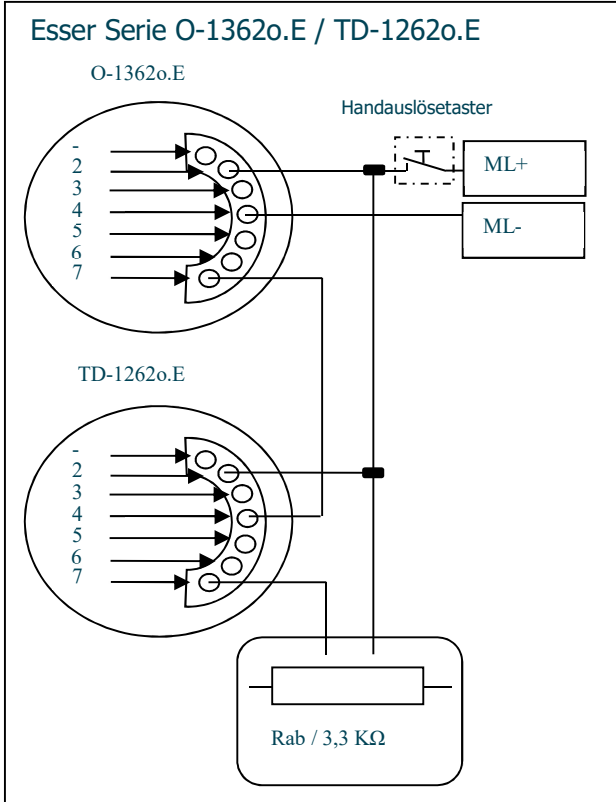 Esser Serie O-1362o.E / TD-1262o.E
O-1362o.E
Handauslösetaster
-
2
3
4
5
6
7
ML+
ML-
TD-1262o.E
-
2
3
4
5
6
7
Rab / 3,3 KΩ